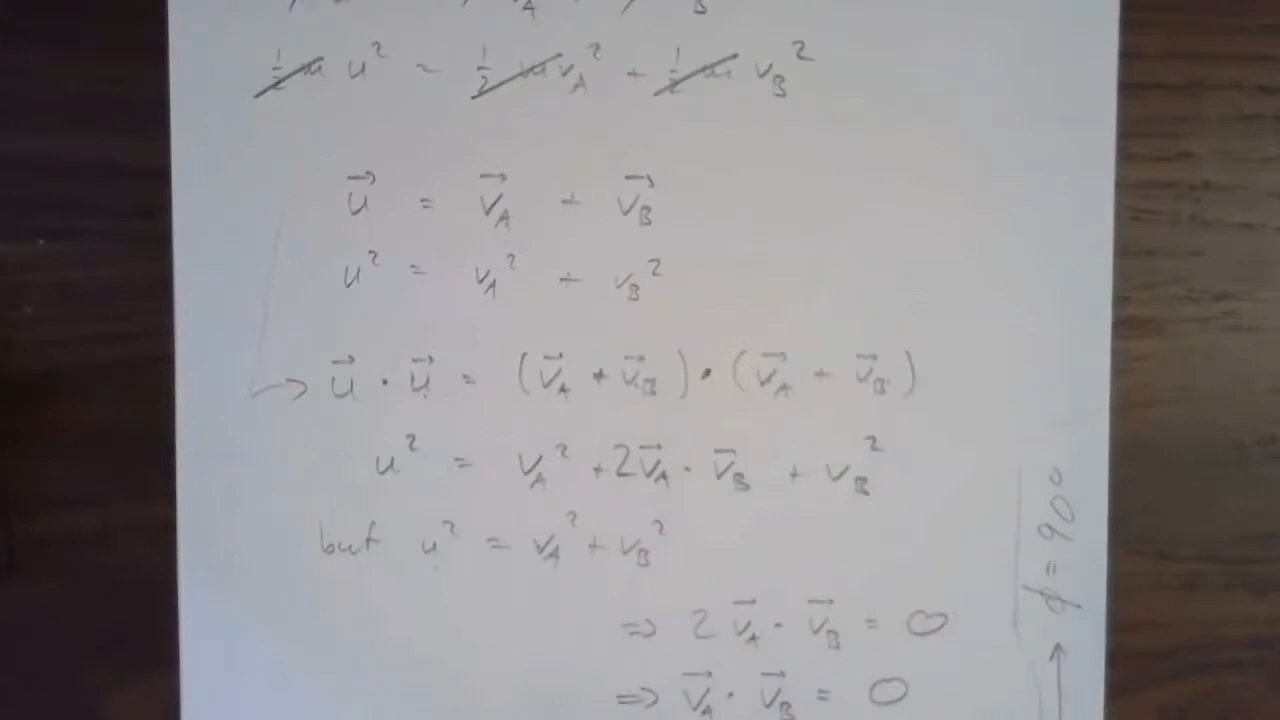 A B
½m u² = ½m v_A² + ½m v_B²
u⃗ = v⃗_A + v⃗_B
u² = v_A² + v_B²
→ u⃗ · u⃗ = (v⃗_A + v⃗_B) · (v⃗_A + v⃗_B)
u² = v_A² + 2v⃗_A · v⃗_B + v_B²
but u² = v_A² + v_B²
⇒ 2 v⃗_A · v⃗_B = 0
⇒ v⃗_A · v⃗_B = 0
→ ϕ = 90°